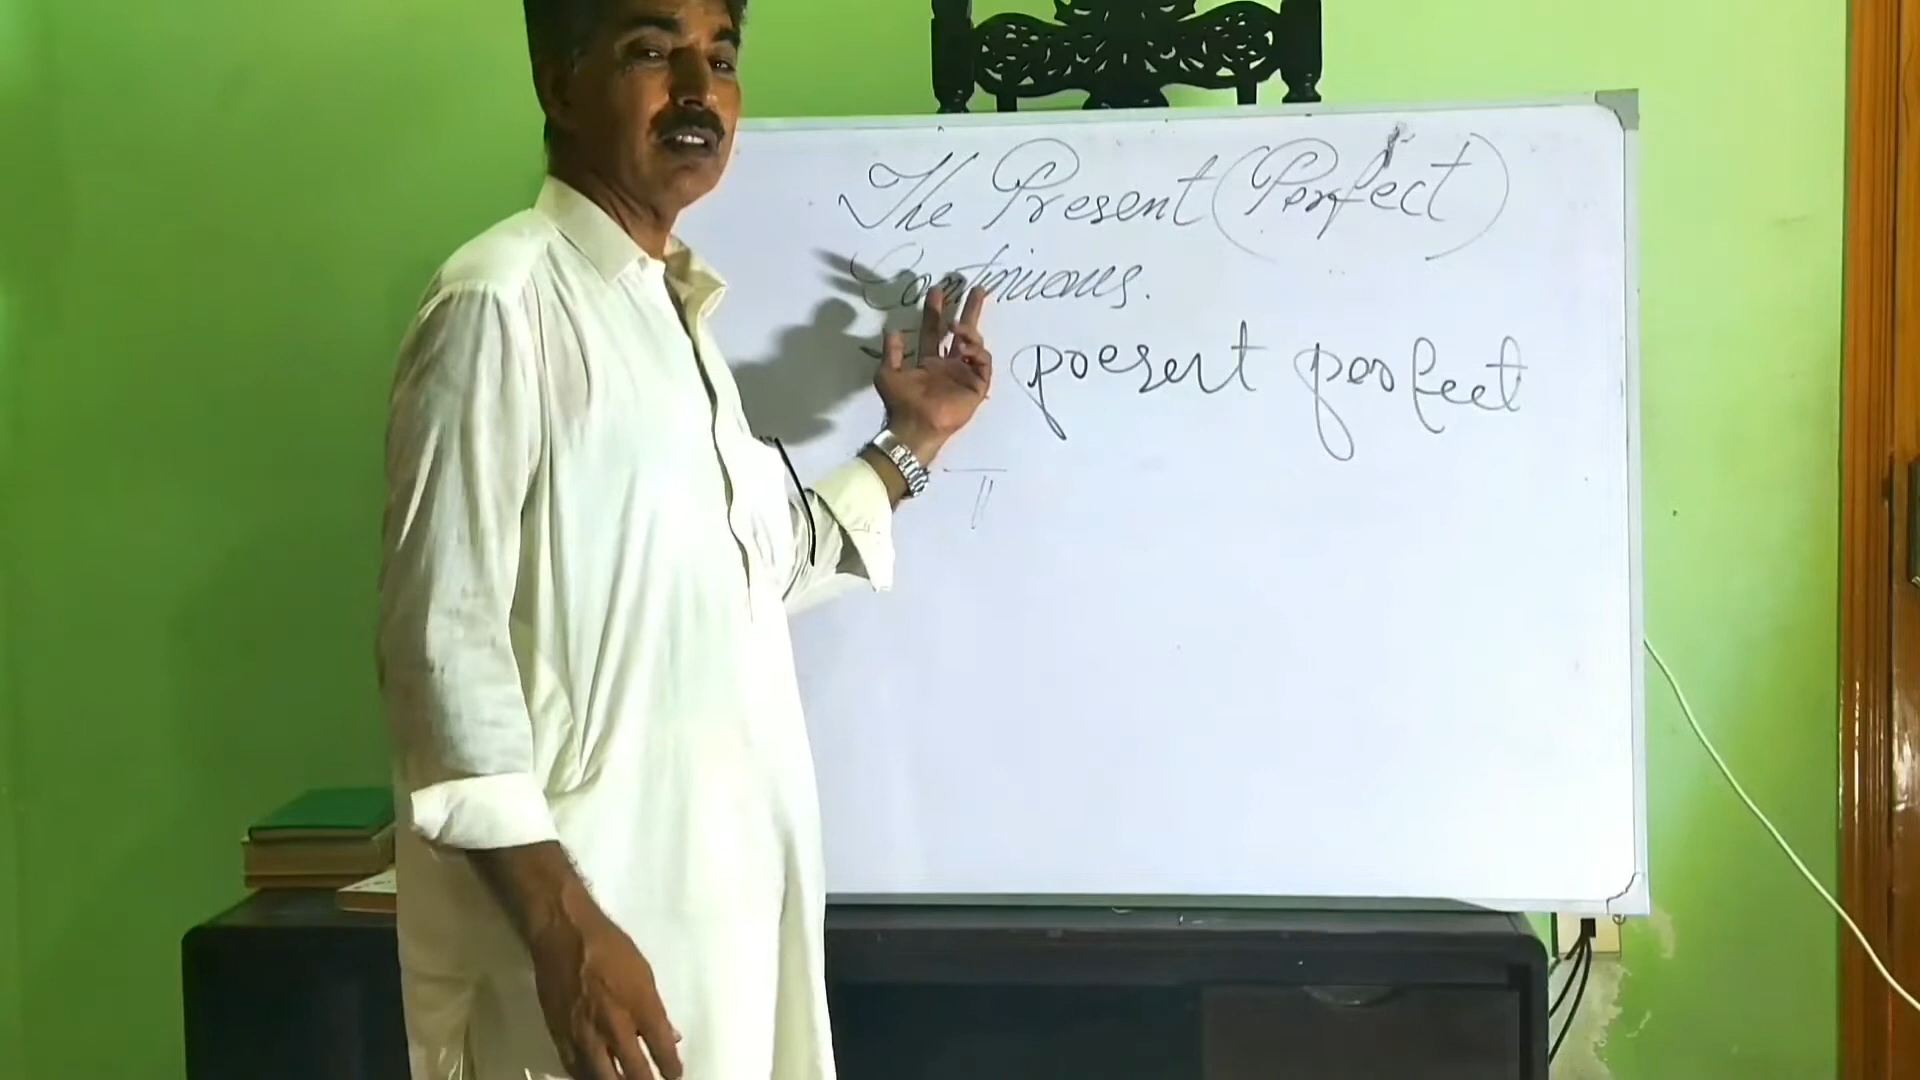 The Present (Perfect)
Continuous.
present perfect